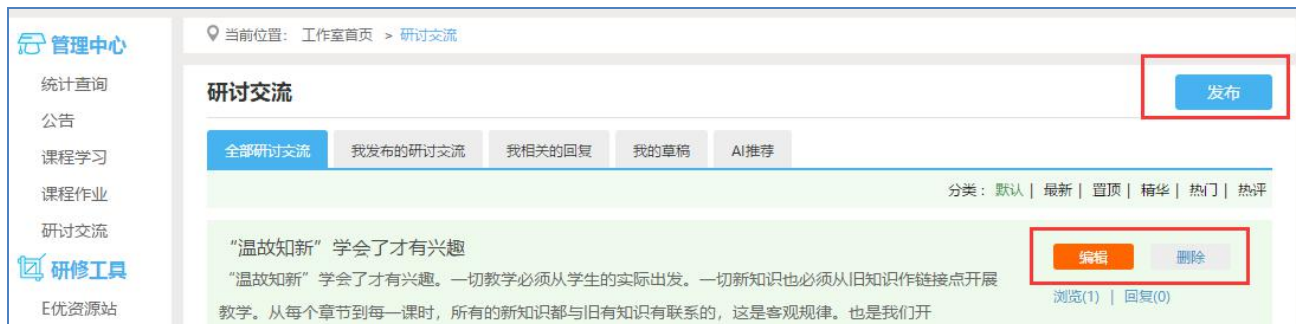 管理中心
统计查询
公告
课程学习
课程作业
研讨交流
研修工具
E优资源站
当前位置： 工作室首页 > 研讨交流
研讨交流
发布
全部研讨交流 我发布的研讨交流 我相关的回复 我的草稿 AI推荐
分类：默认 | 最新 | 置顶 | 精华 | 热门 | 热评
“温故知新”学会了才有兴趣
编辑 删除
“温故知新”学会了才有兴趣。一切教学必须从学生的实际出发。一切新知识也必须从旧知识作链接点开展
浏览(1) | 回复(0)
教学。从每个章节到每一课时，所有的新知识都与旧有知识有联系的，这是客观规律。也是我们开